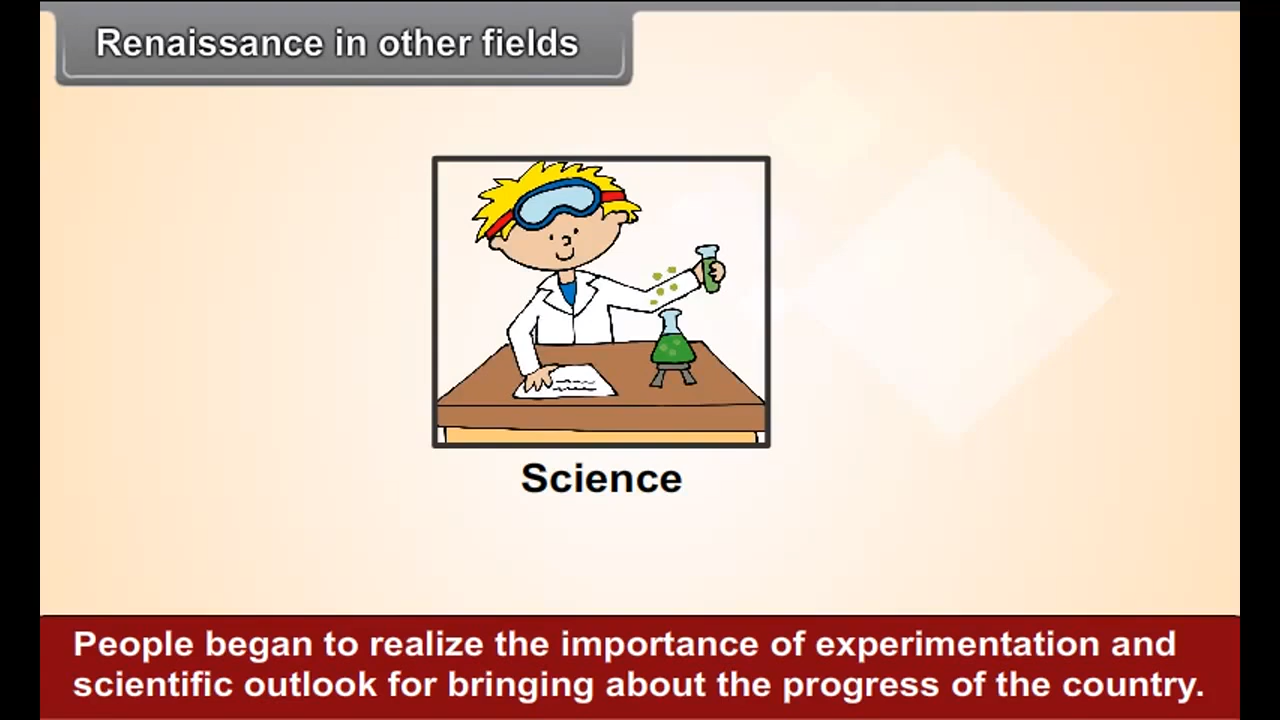 Renaissance in other fields
Science
People began to realize the importance of experimentation and
scientific outlook for bringing about the progress of the country.